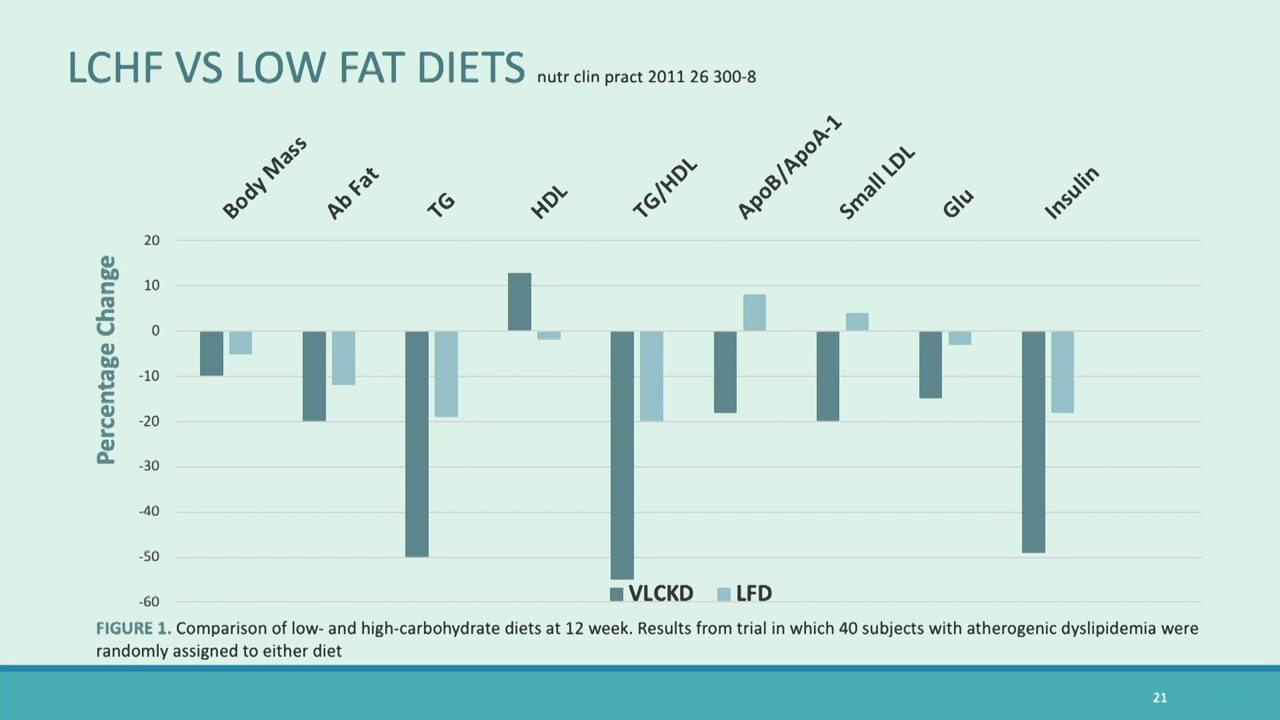 LCHF VS LOW FAT DIETS nutr clin pract 2011 26 300-8
Body Mass
Ab Fat
TG
HDL
TG/HDL
ApoB/ApoA-1
Small LDL
Glu
Insulin
Percentage Change
20
10
0
-10
-20
-30
-40
-50
-60
VLCKD LFD
FIGURE 1. Comparison of low- and high-carbohydrate diets at 12 week. Results from trial in which 40 subjects with atherogenic dyslipidemia were
randomly assigned to either diet
21